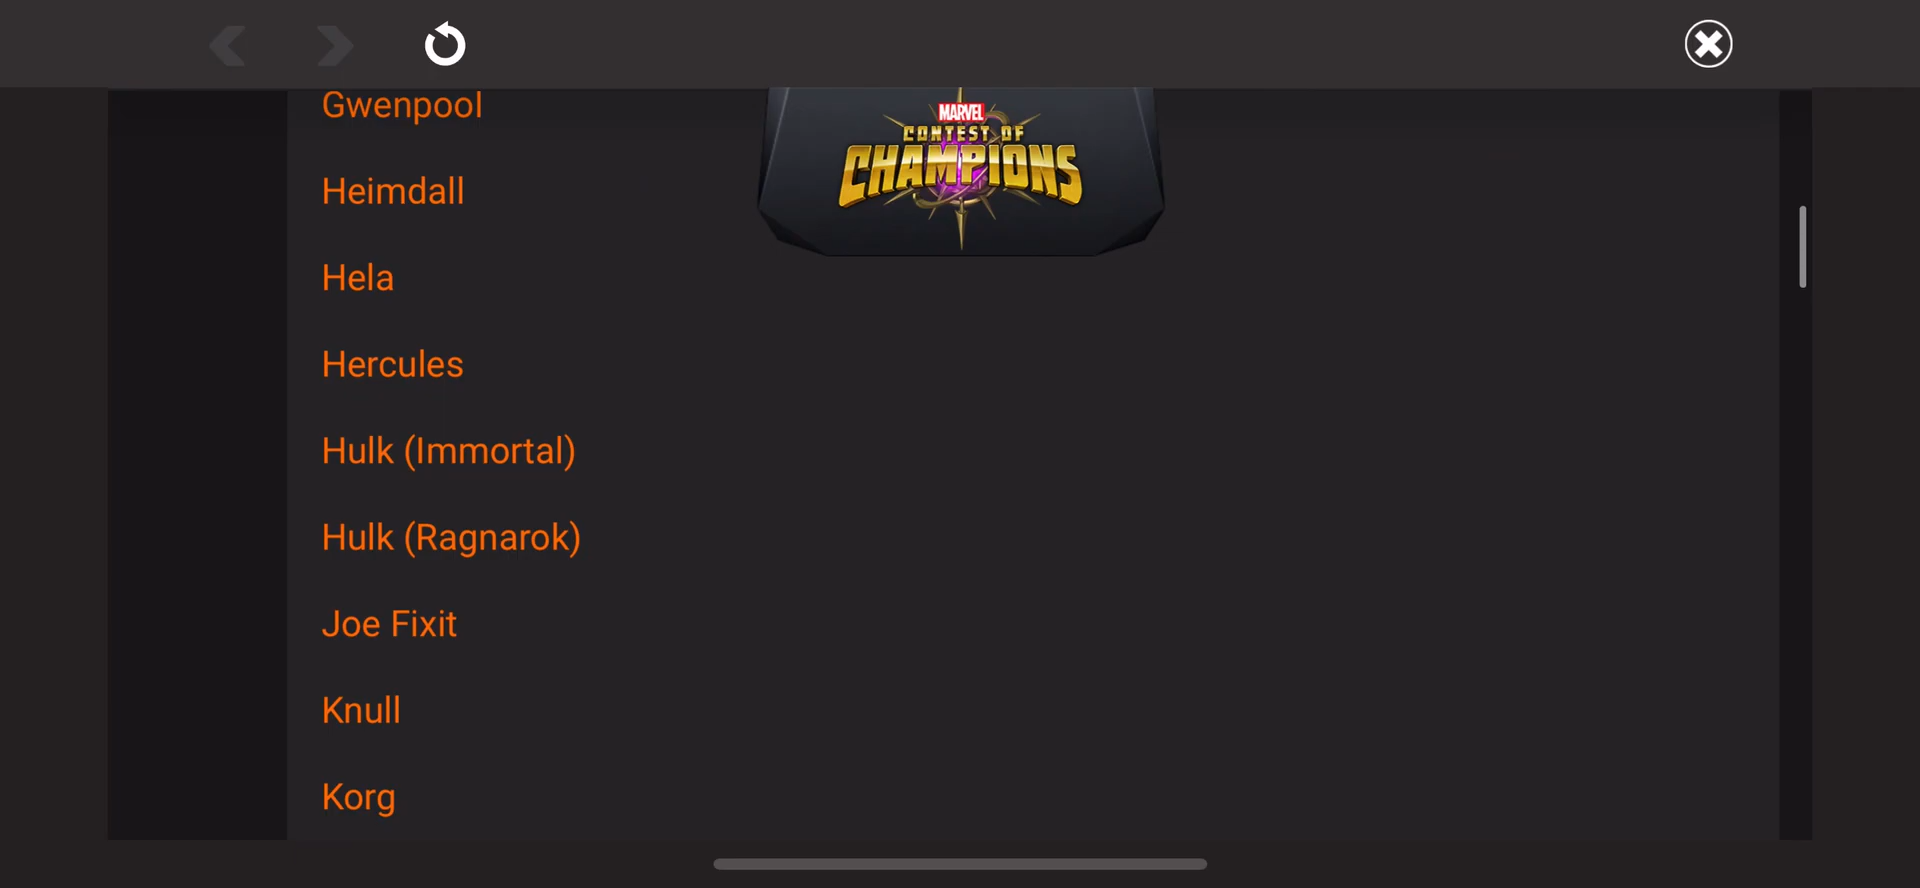 Gwenpool
MARVEL
CONTEST OF
CHAMPIONS
Heimdall
Hela
Hercules
Hulk (Immortal)
Hulk (Ragnarok)
Joe Fixit
Knull
Korg